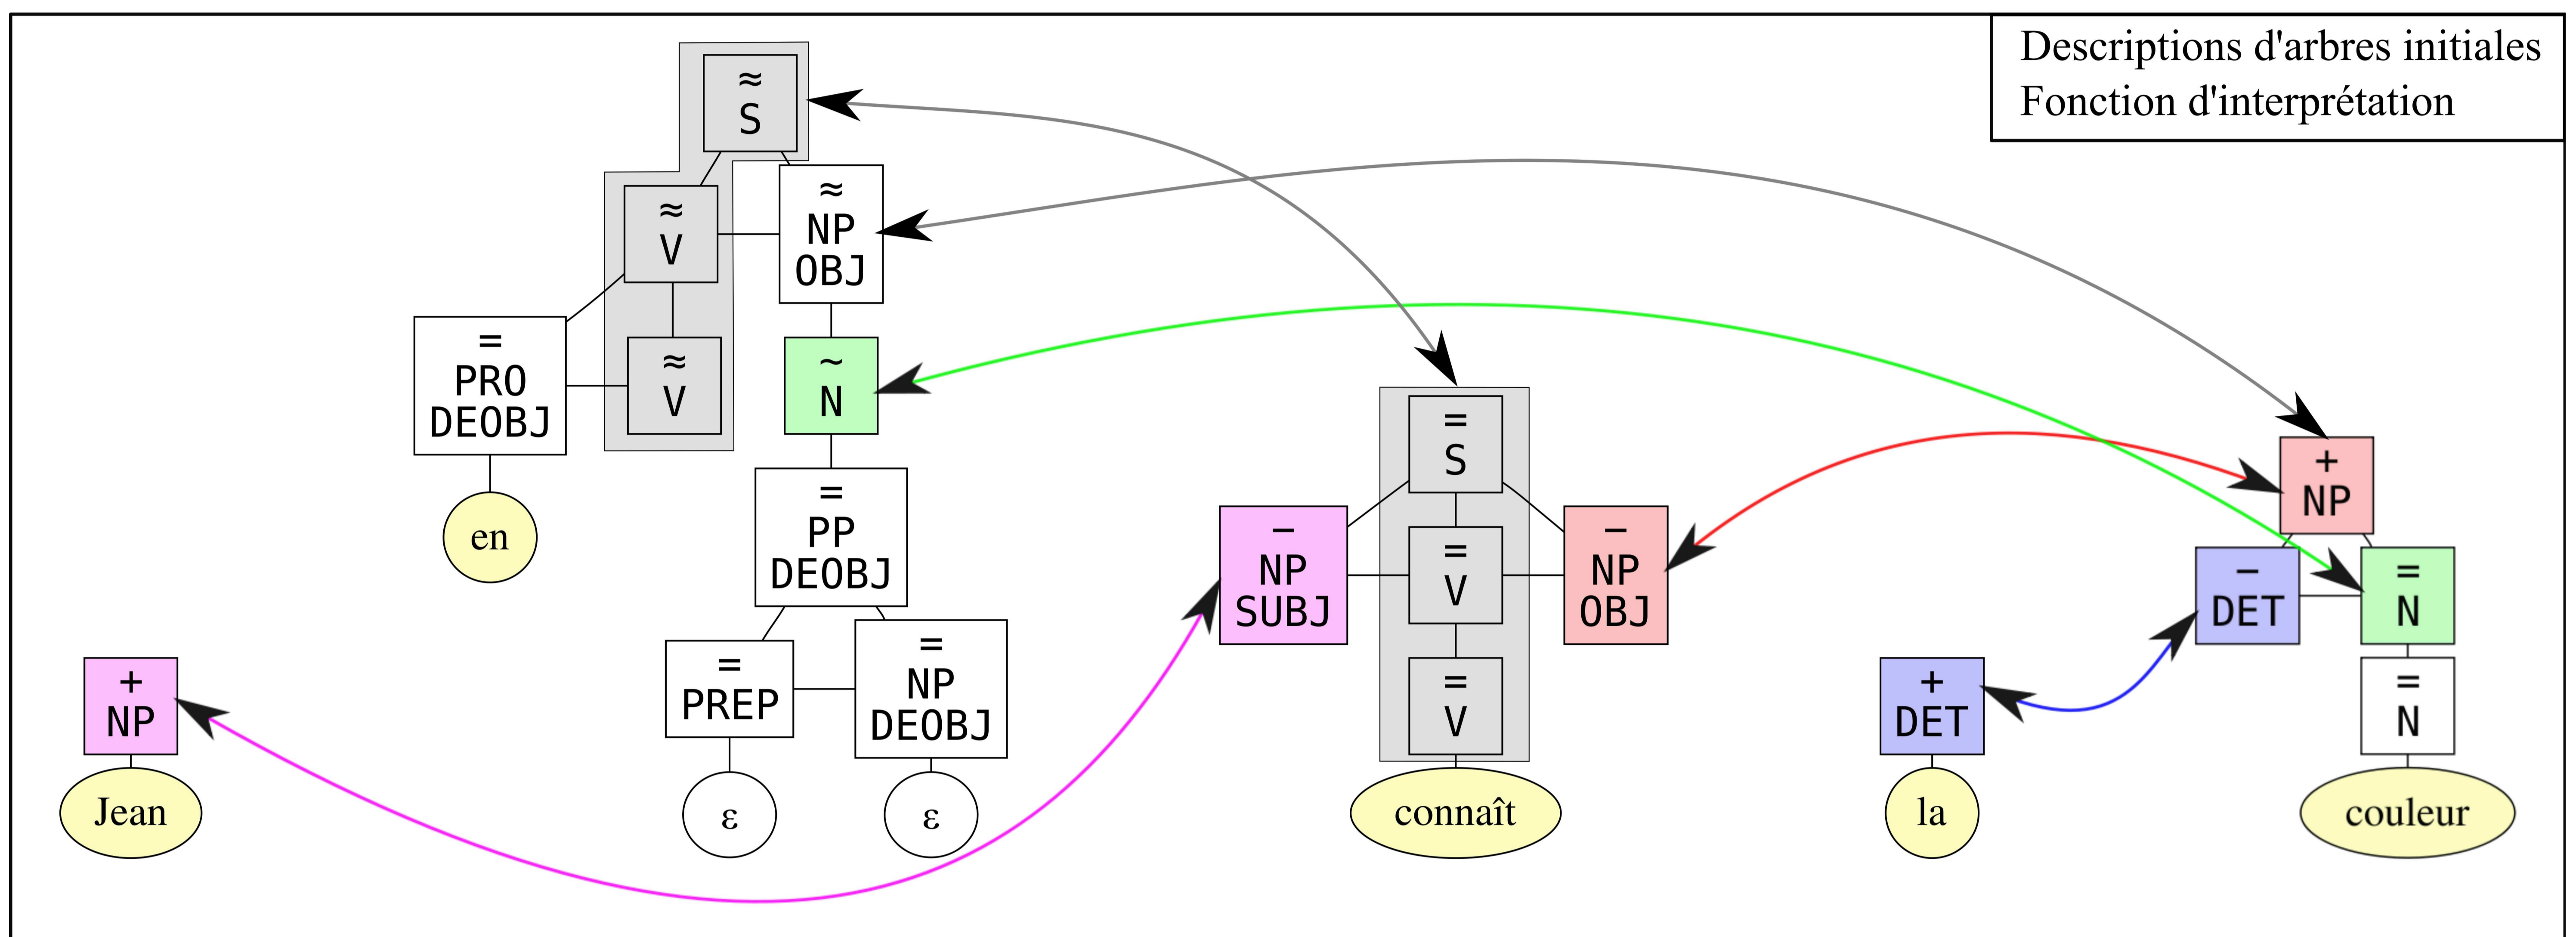 Descriptions d'arbres initiales
Fonction d'interprétation
≈
S
≈
V
≈
NP
OBJ
=
PRO
DEOBJ
≈
V
~
N
en
=
PP
DEOBJ
=
PREP
=
NP
DEOBJ
ε
ε
+
NP
Jean
=
S
−
NP
SUBJ
=
V
−
NP
OBJ
=
V
connaît
+
DET
la
+
NP
−
DET
=
N
=
N
couleur